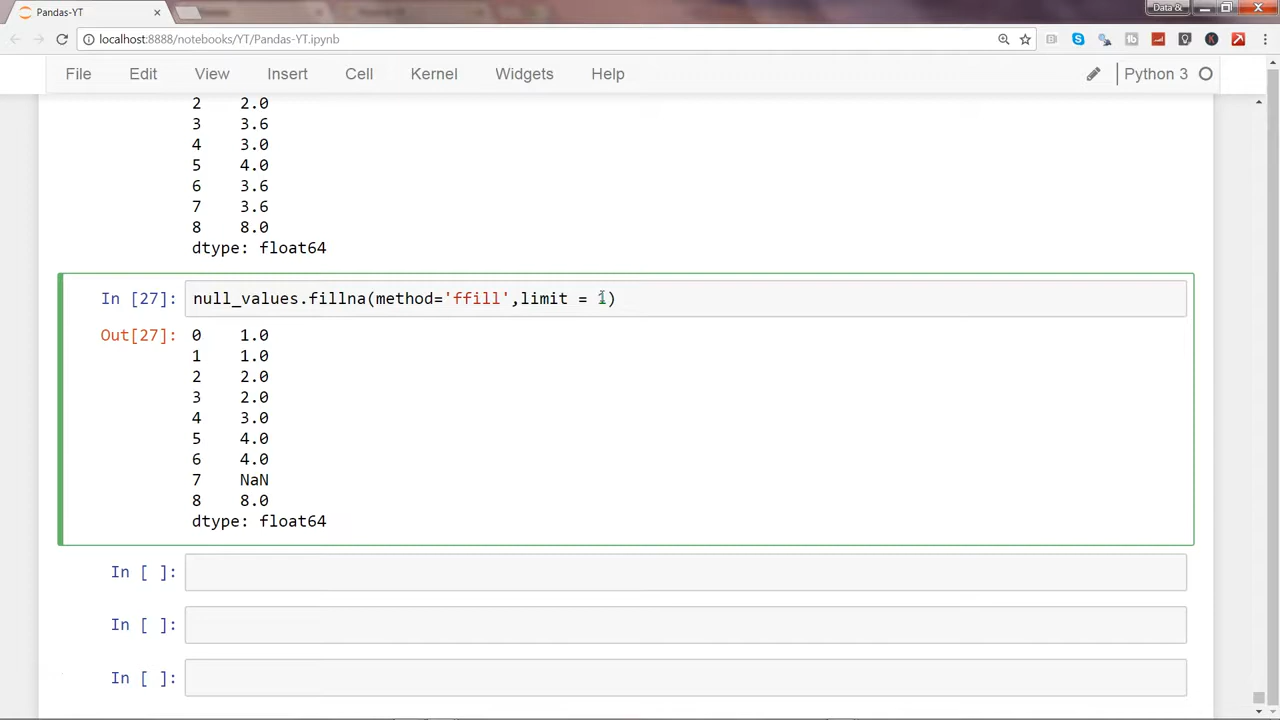 Pandas-YT
Data &
localhost:8888/notebooks/YT/Pandas-YT.ipynb
File Edit View Insert Cell Kernel Widgets Help Python 3
2 2.0
3 3.6
4 3.0
5 4.0
6 3.6
7 3.6
8 8.0
dtype: float64
In [27]: null_values.fillna(method='ffill',limit = 1)
Out[27]: 0 1.0
1 1.0
2 2.0
3 2.0
4 3.0
5 4.0
6 4.0
7 NaN
8 8.0
dtype: float64
In [ ]:
In [ ]:
In [ ]: